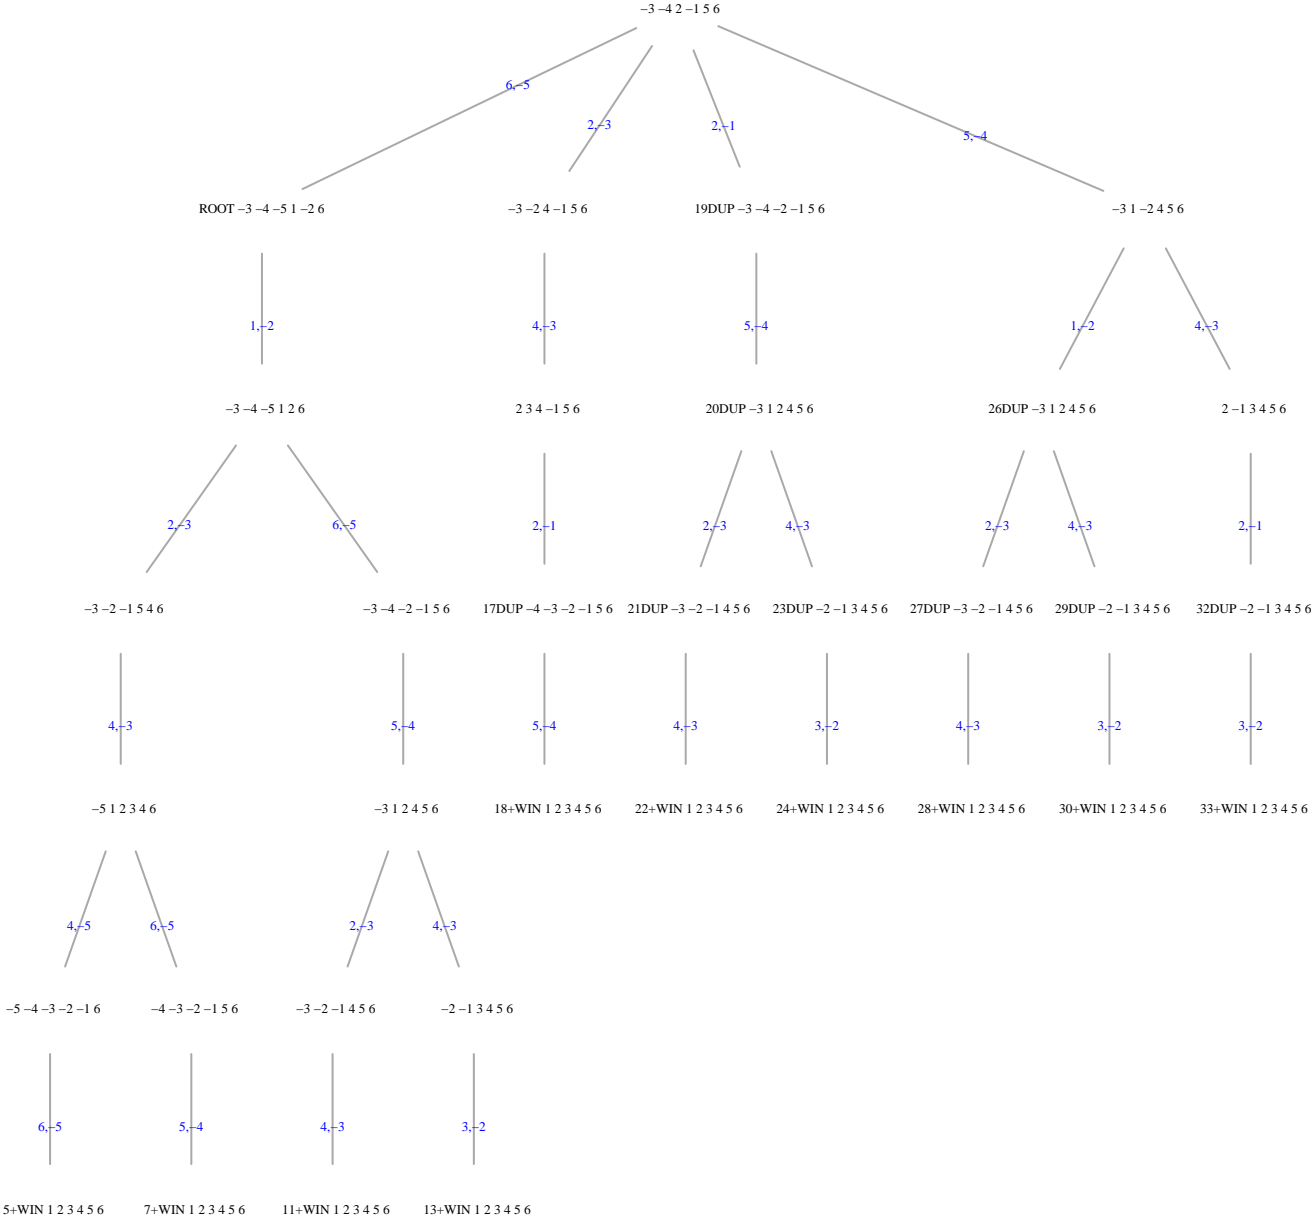 −3 −4 2 −1 5 6
6,−5
2,−3
2,−1
5,−4
ROOT −3 −4 −5 1 −2 6
−3 −2 4 −1 5 6
19DUP −3 −4 −2 −1 5 6
−3 1 −2 4 5 6
1,−2
4,−3
5,−4
1,−2
4,−3
−3 −4 −5 1 2 6
2 3 4 −1 5 6
20DUP −3 1 2 4 5 6
26DUP −3 1 2 4 5 6
2 −1 3 4 5 6
2,−3
6,−5
2,−1
2,−3
4,−3
2,−3
4,−3
2,−1
−3 −2 −1 5 4 6
−3 −4 −2 −1 5 6
17DUP −4 −3 −2 −1 5 6
21DUP −3 −2 −1 4 5 6
23DUP −2 −1 3 4 5 6
27DUP −3 −2 −1 4 5 6
29DUP −2 −1 3 4 5 6
32DUP −2 −1 3 4 5 6
4,−3
5,−4
5,−4
4,−3
3,−2
4,−3
3,−2
3,−2
−5 1 2 3 4 6
−3 1 2 4 5 6
18+WIN 1 2 3 4 5 6
22+WIN 1 2 3 4 5 6
24+WIN 1 2 3 4 5 6
28+WIN 1 2 3 4 5 6
30+WIN 1 2 3 4 5 6
33+WIN 1 2 3 4 5 6
4,−5
6,−5
2,−3
4,−3
−5 −4 −3 −2 −1 6
−4 −3 −2 −1 5 6
−3 −2 −1 4 5 6
−2 −1 3 4 5 6
6,−5
5,−4
4,−3
3,−2
5+WIN 1 2 3 4 5 6
7+WIN 1 2 3 4 5 6
11+WIN 1 2 3 4 5 6
13+WIN 1 2 3 4 5 6